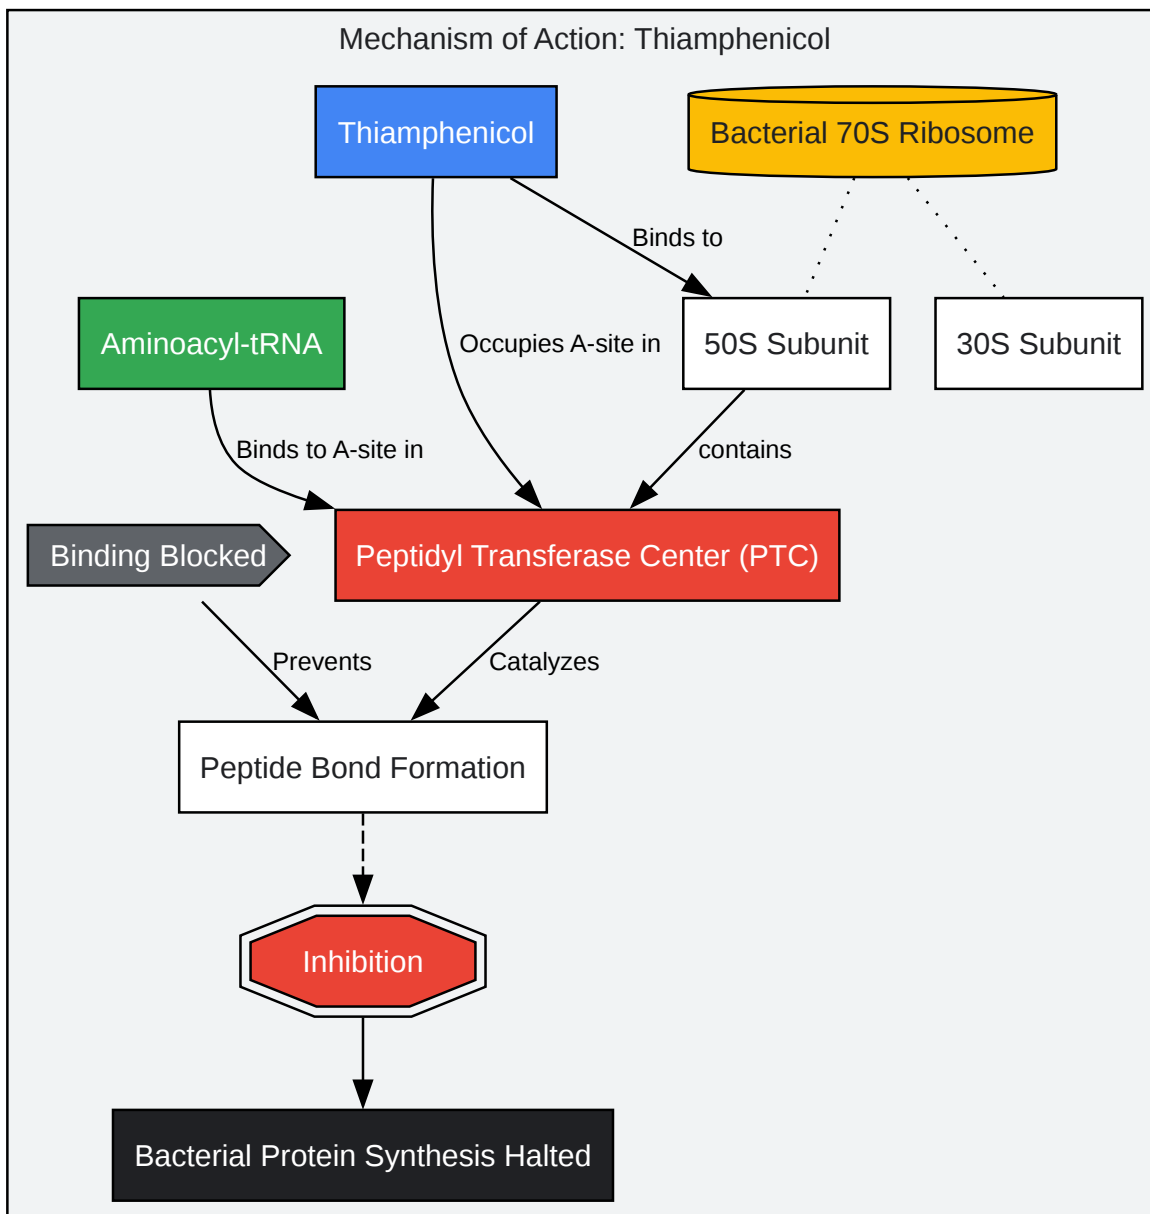 Mechanism of Action: Thiamphenicol
Thiamphenicol
Bacterial 70S Ribosome
Binds to
Aminoacyl-tRNA
Occupies A-site in
50S Subunit
30S Subunit
Binds to A-site in
contains
Binding Blocked
Peptidyl Transferase Center (PTC)
Prevents
Catalyzes
Peptide Bond Formation
Inhibition
Bacterial Protein Synthesis Halted